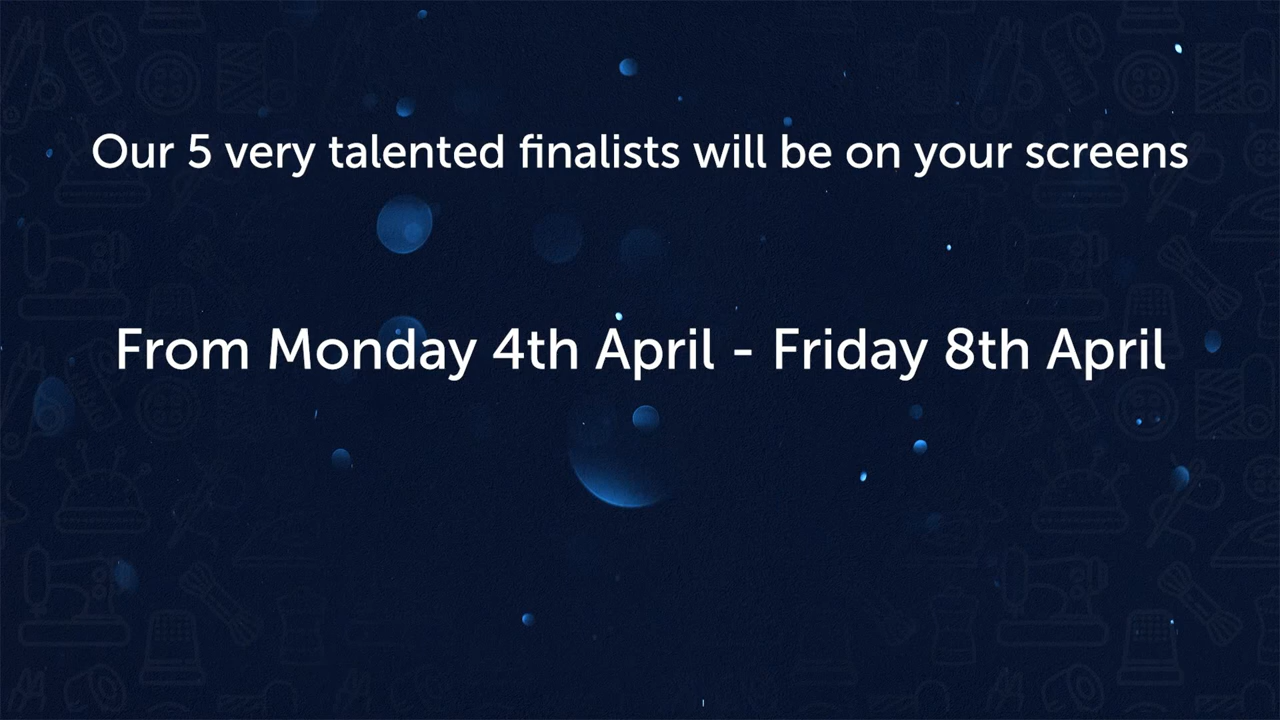 Our 5 very talented finalists will be on your screens
From Monday 4th April - Friday 8th April